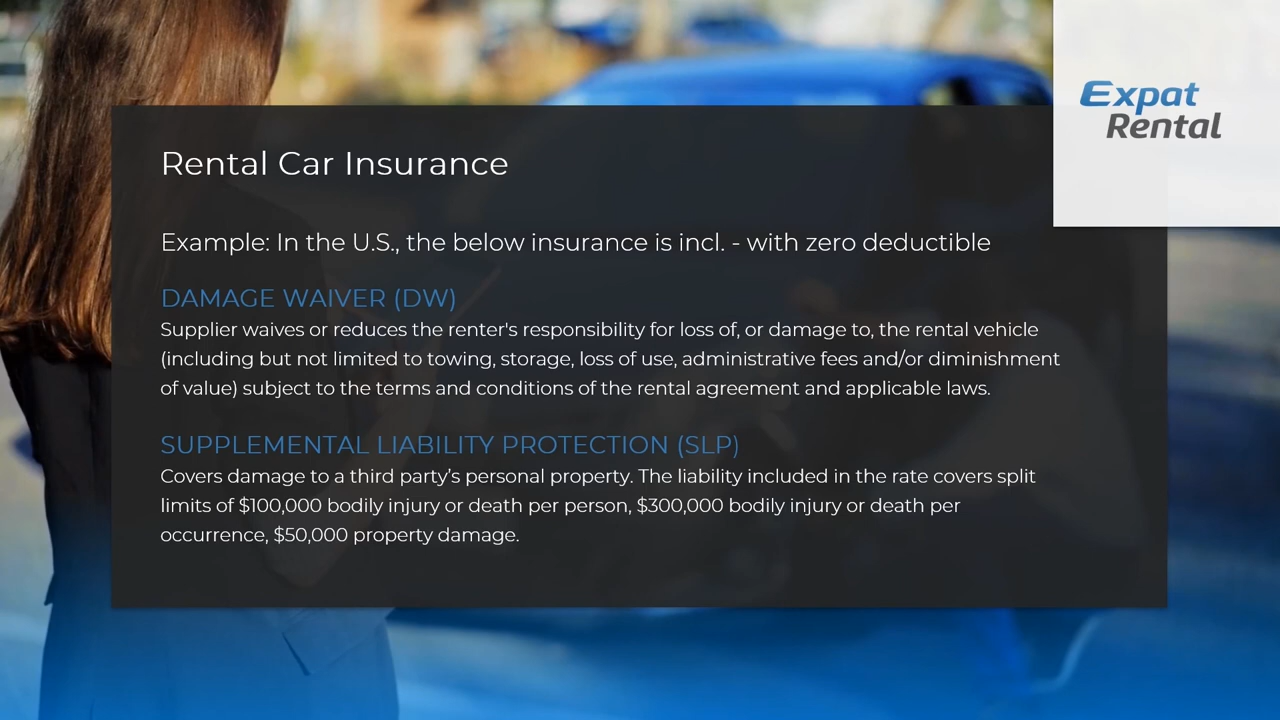 Expat
Rental
Rental Car Insurance
Example: In the U.S., the below insurance is incl. - with zero deductible
DAMAGE WAIVER (DW)
Supplier waives or reduces the renter's responsibility for loss of, or damage to, the rental vehicle
(including but not limited to towing, storage, loss of use, administrative fees and/or diminishment
of value) subject to the terms and conditions of the rental agreement and applicable laws.
SUPPLEMENTAL LIABILITY PROTECTION (SLP)
Covers damage to a third party’s personal property. The liability included in the rate covers split
limits of $100,000 bodily injury or death per person, $300,000 bodily injury or death per
occurrence, $50,000 property damage.